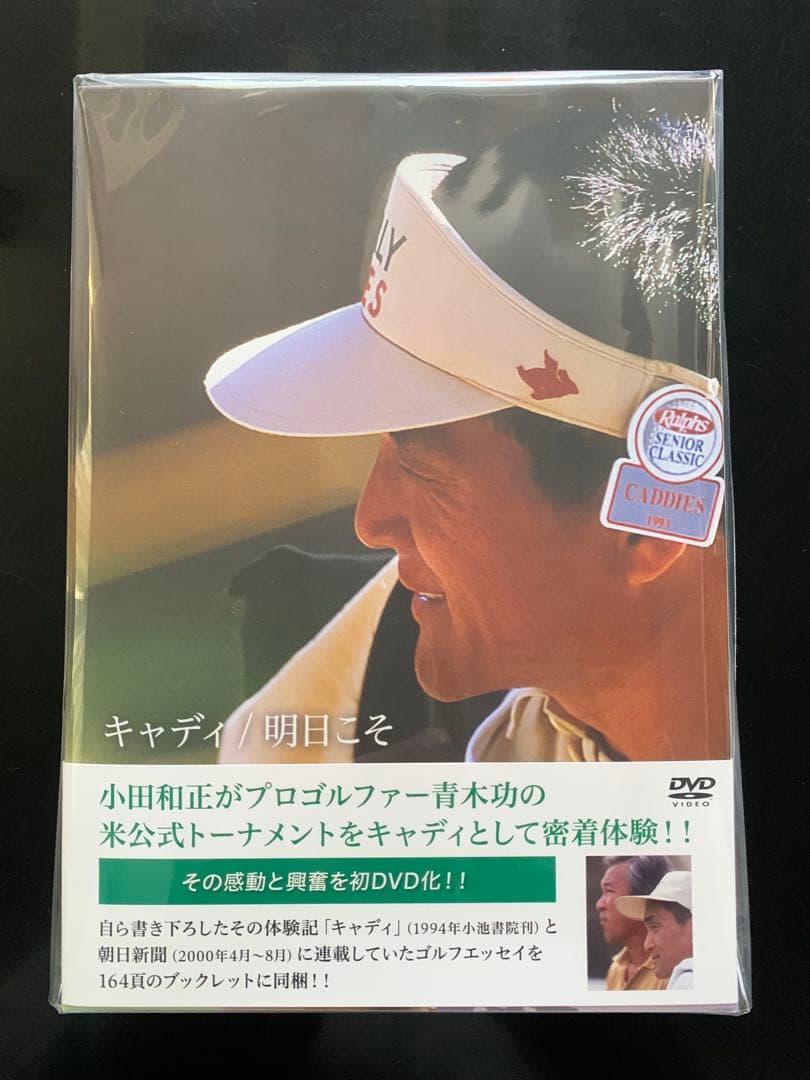 LY
ES
Ralphs
SENIOR
CLASSIC
CADDIES
1993
キャディ / 明日こそ
小田和正がプロゴルファー青木功の
米公式トーナメントをキャディとして密着体験!!
DVD
VIDEO
その感動と興奮を初DVD化!!
自ら書き下ろしたその体験記「キャディ」(1994年小池書院刊)と
朝日新聞(2000年4月~8月)に連載していたゴルフエッセイを
164頁のブックレットに同梱!!